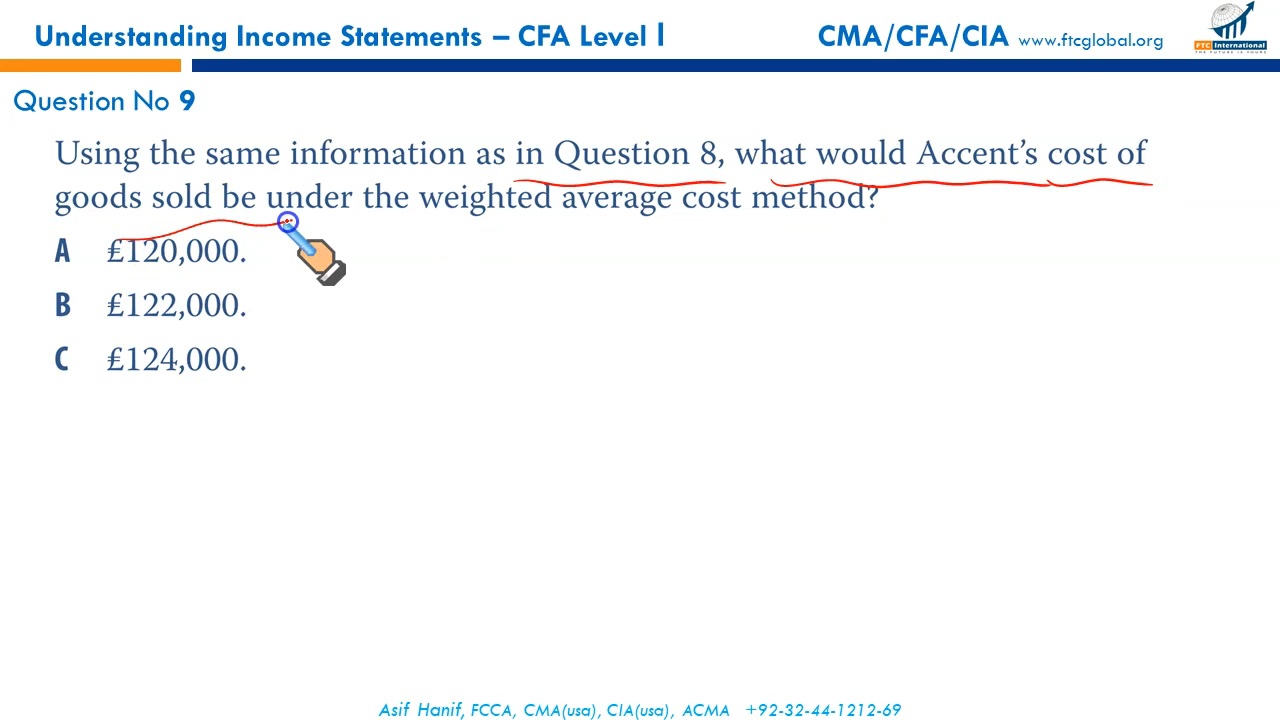 Understanding Income Statements – CFA Level I
CMA/CFA/CIA www.ftcglobal.org
FTC International
Question No 9
Using the same information as in Question 8, what would Accent's cost of
goods sold be under the weighted average cost method?
A £120,000.
B £122,000.
C £124,000.
Asif Hanif, FCCA, CMA(usa), CIA(usa), ACMA +92-32-44-1212-69